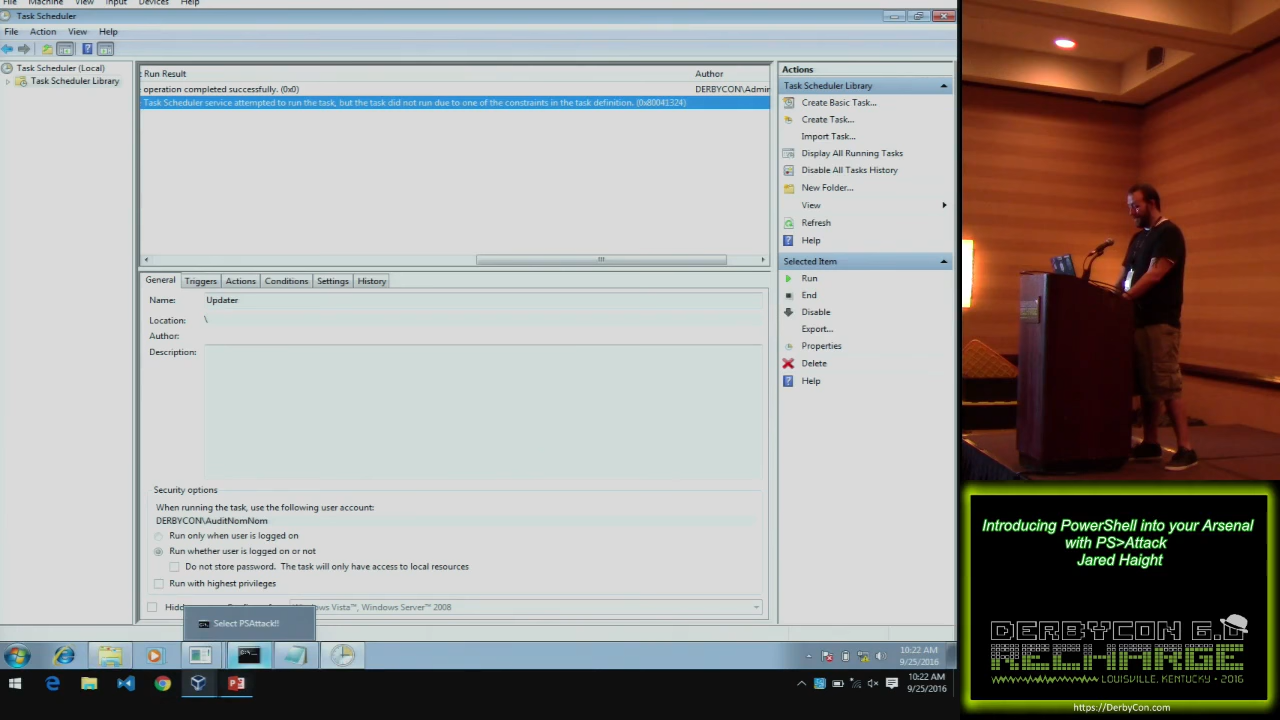 File Machine View Input Devices Help
Task Scheduler
File Action View Help
Task Scheduler (Local)
Task Scheduler Library
t Run Result Author
operation completed successfully. (0x0) DERBYCON\Admin
Task Scheduler service attempted to run the task, but the task did not run due to one of the constraints in the task definition. (0x80041324)
General Triggers Actions Conditions Settings History
Name: Updater
Location: \
Author:
Description:
Security options
When running the task, use the following user account:
DERBYCON\AuditNomNom
Run only when user is logged on
Run whether user is logged on or not
Do not store password. The task will only have access to local resources
Run with highest privileges
Windows Vista™, Windows Server™ 2008
Select PSAttack!!
Actions
Task Scheduler Library
Create Basic Task...
Create Task...
Import Task...
Display All Running Tasks
Disable All Tasks History
New Folder...
View
Refresh
Help
Selected Item
Run
End
Disable
Export...
Properties
Delete
Help
10:22 AM
9/25/2016
10:22 AM
9/25/2016
Introducing PowerShell into your Arsenal
with PS>Attack
Jared Haight
DERBYCON 6.0
RECHARGE
LOUISVILLE, KENTUCKY • 2016
https://DerbyCon.com